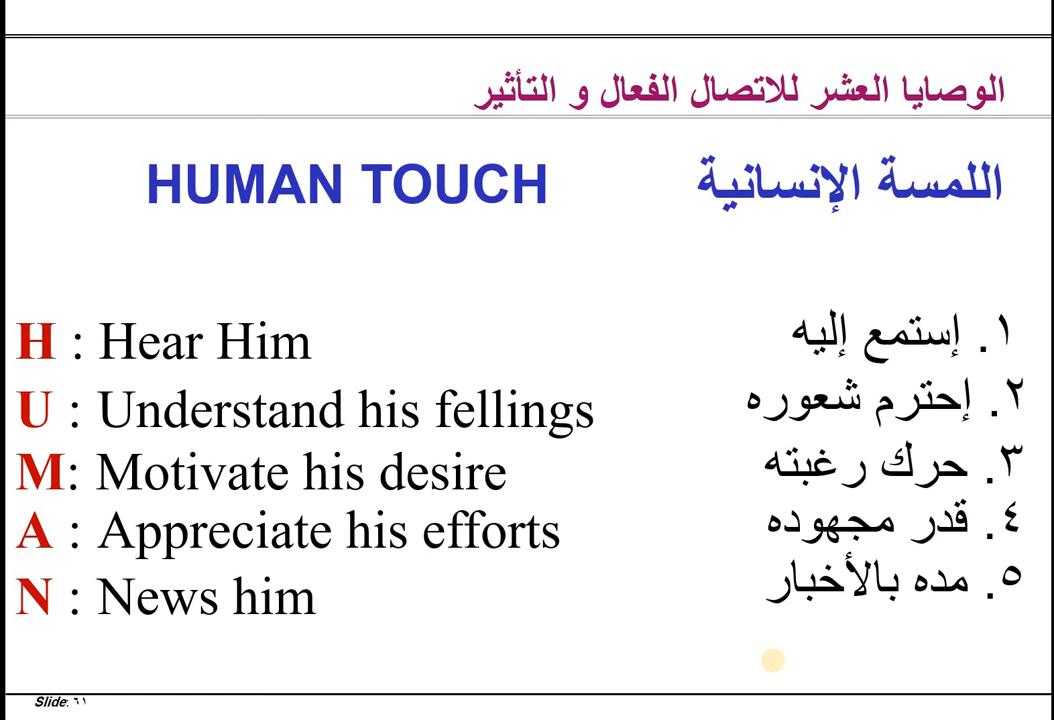 الوصايا العشر للاتصال الفعال و التأثير
HUMAN TOUCH اللمسة الإنسانية
H : Hear Him ١. إستمع إليه
U : Understand his fellings ٢. إحترم شعوره
M: Motivate his desire ٣. حرك رغبته
A : Appreciate his efforts ٤. قدر مجهوده
N : News him ٥. مده بالأخبار
Slide: ٦١